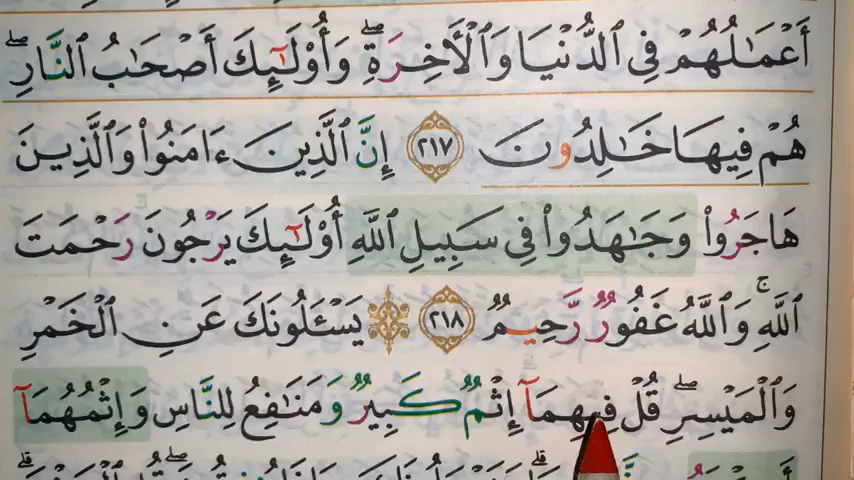 أَعْمَـٰلُهُمْ فِى ٱلدُّنْيَا وَٱلْـَٔاخِرَةِ ۖ وَأُو۟لَـٰٓئِكَ أَصْحَـٰبُ ٱلنَّارِ ۖ
هُمْ فِيهَا خَـٰلِدُونَ ٢١٧ إِنَّ ٱلَّذِينَ ءَامَنُوا۟ وَٱلَّذِينَ
هَاجَرُوا۟ وَجَـٰهَدُوا۟ فِى سَبِيلِ ٱللَّهِ أُو۟لَـٰٓئِكَ يَرْجُونَ رَحْمَتَ
ٱللَّهِ ۚ وَٱللَّهُ غَفُورٌ رَّحِيمٌ ٢١٨ يَسْـَٔلُونَكَ عَنِ ٱلْخَمْرِ
وَٱلْمَيْسِرِ ۖ قُلْ فِيهِمَآ إِثْمٌ كَبِيرٌ وَمَنَـٰفِعُ لِلنَّاسِ وَإِثْمُهُمَآ